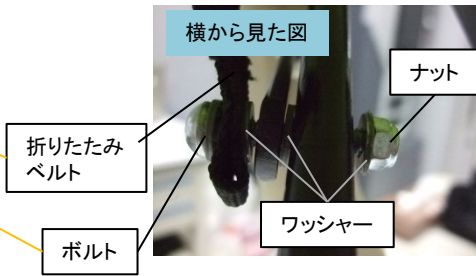 横から見た図
ナット
折りたたみ
ベルト
ワッシャー
ボルト